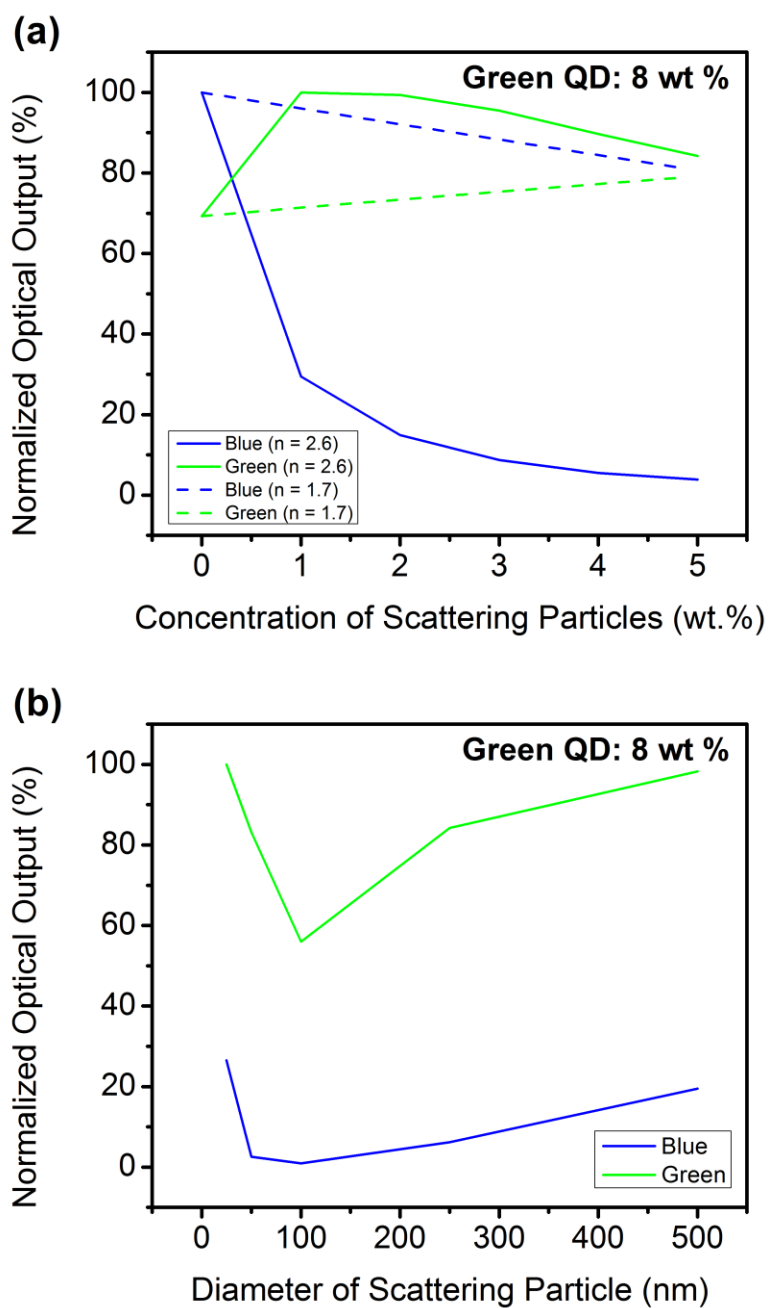 (a)
Green QD: 8 wt %
Normalized Optical Output (%)
100
80
60
40
20
0
Blue (n = 2.6)
Green (n = 2.6)
Blue (n = 1.7)
Green (n = 1.7)
0 1 2 3 4 5
Concentration of Scattering Particles (wt.%)
(b)
Green QD: 8 wt %
Normalized Optical Output (%)
100
80
60
40
20
0
Blue
Green
0 100 200 300 400 500
Diameter of Scattering Particle (nm)